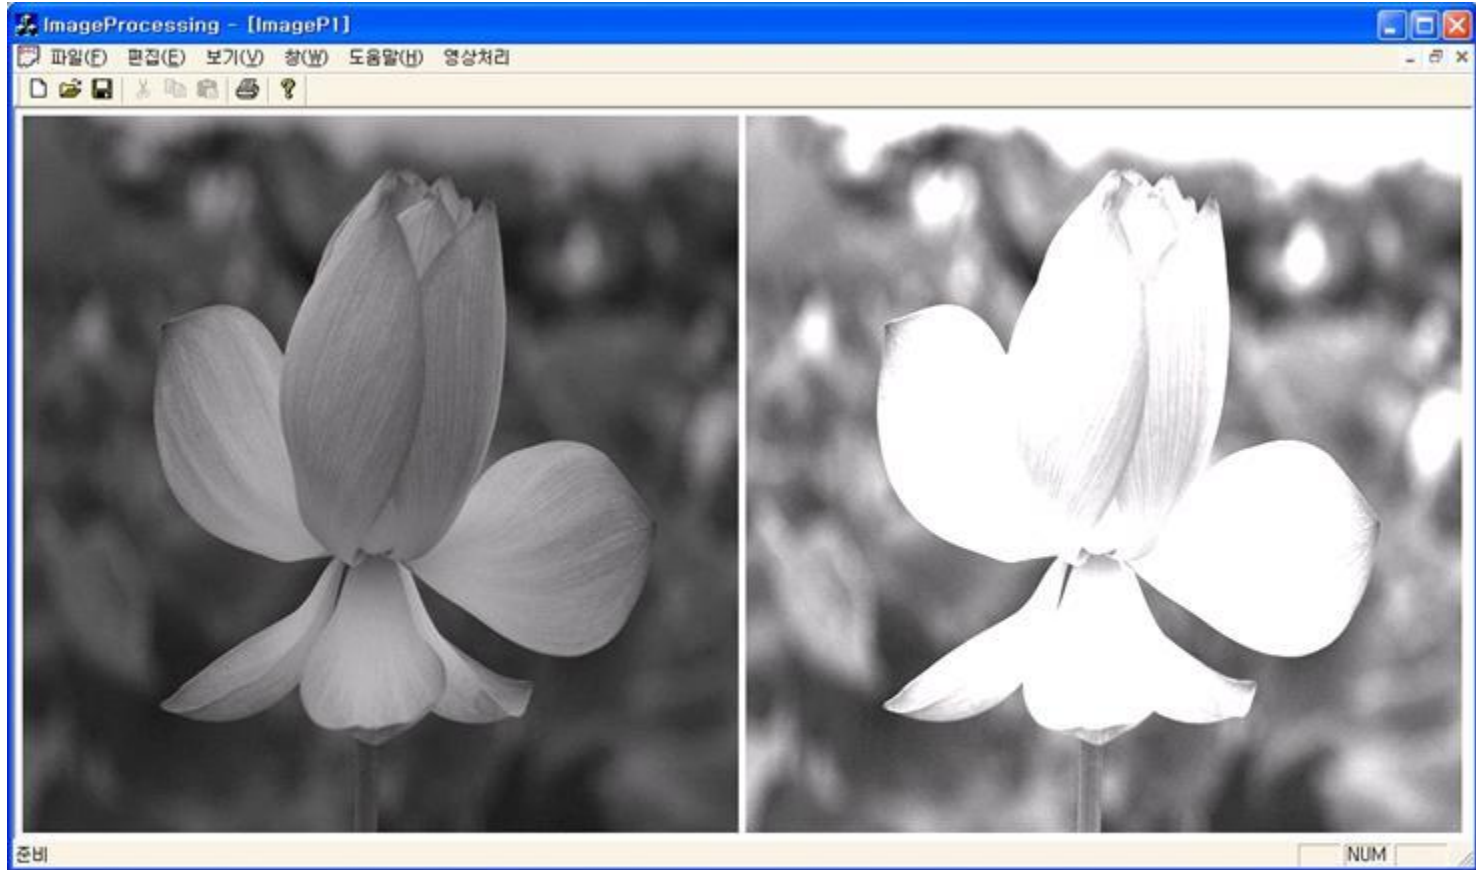 ImageProcessing - [ImageP1]
파일(F) 편집(E) 보기(V) 창(W) 도움말(H) 영상처리
준비 NUM